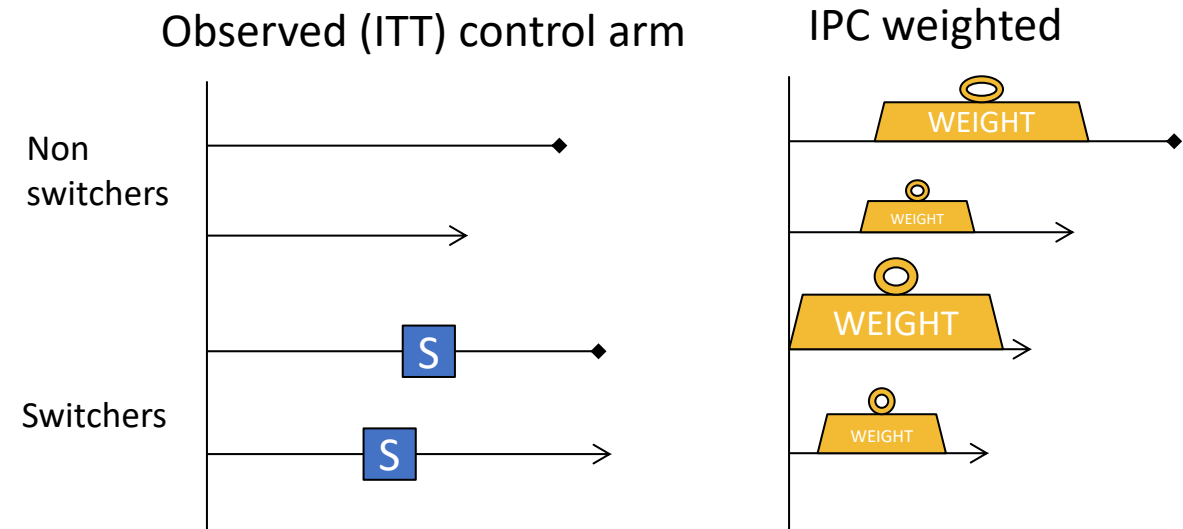 Observed (ITT) control arm
IPC weighted
Non
switchers
WEIGHT
WEIGHT
S
WEIGHT
Switchers
S
WEIGHT